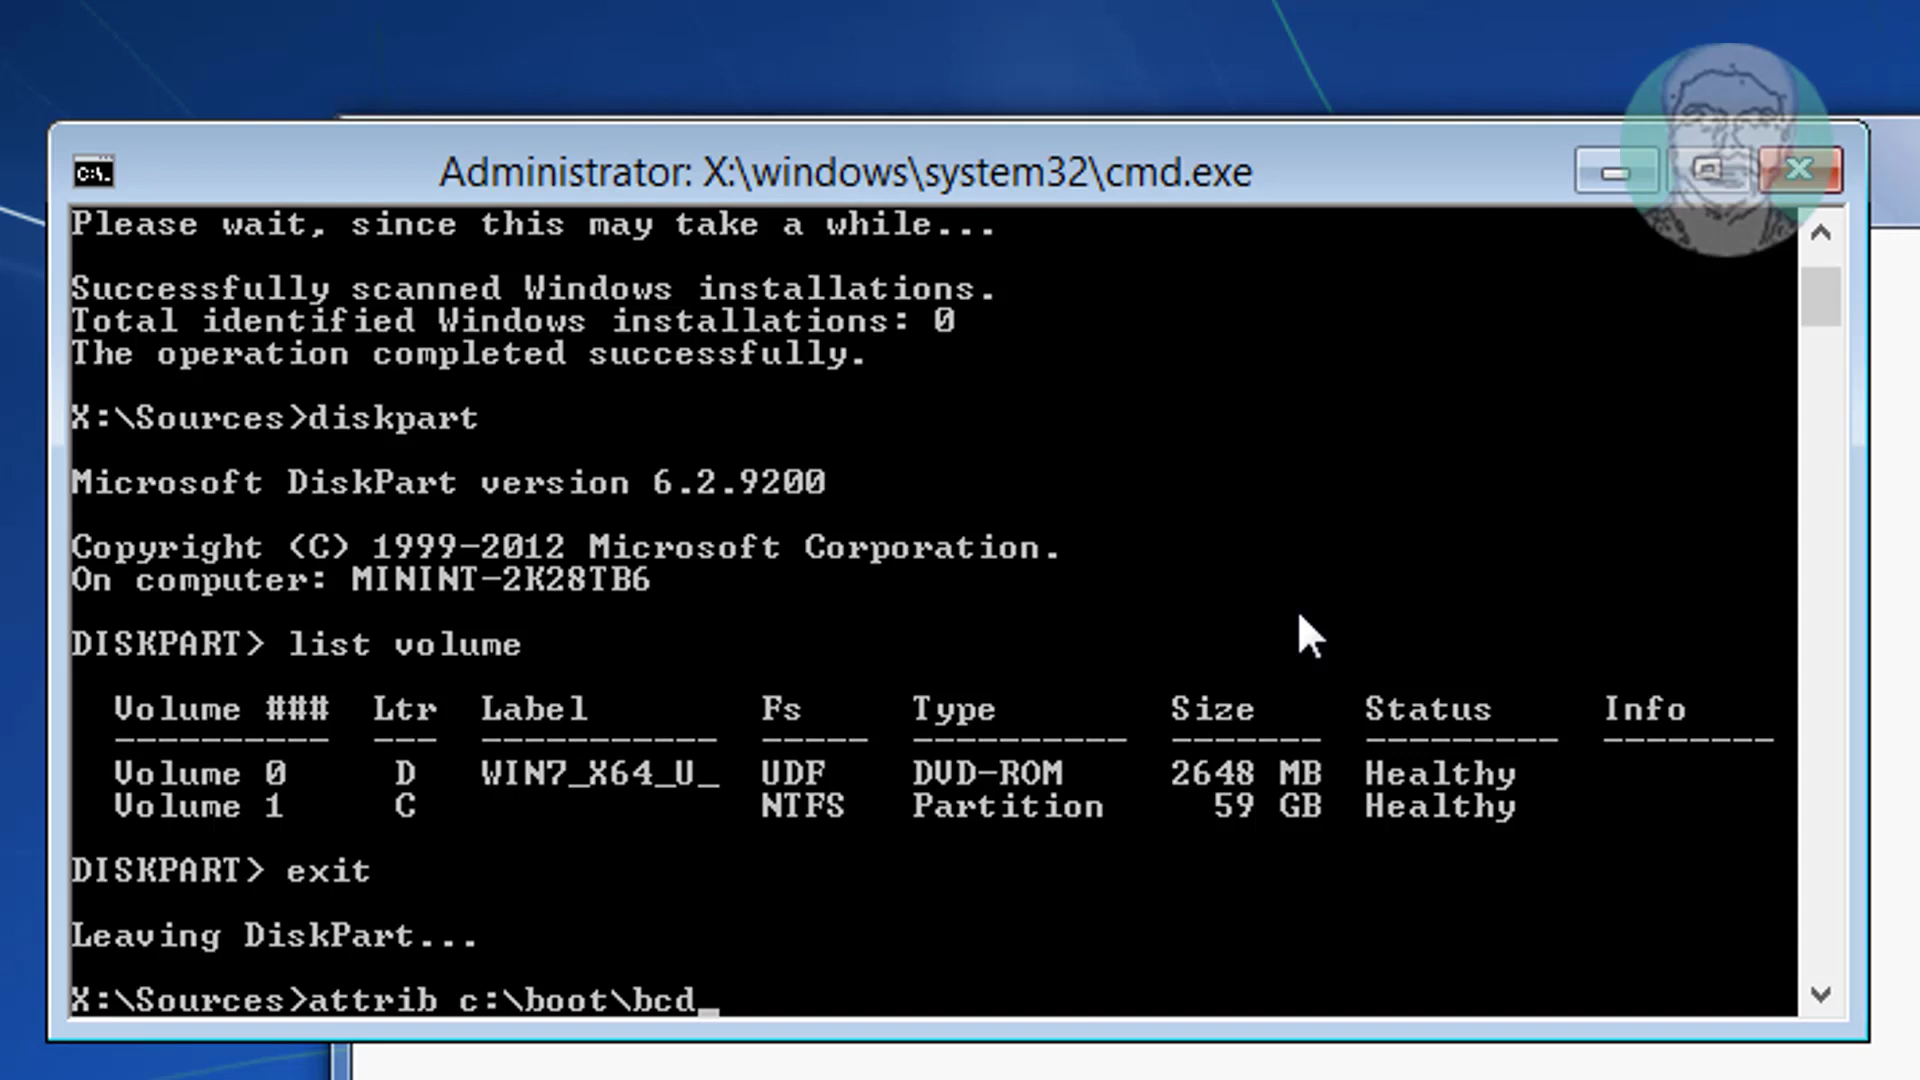 C:\.
Administrator: X:\windows\system32\cmd.exe
Please wait, since this may take a while...
Successfully scanned Windows installations.
Total identified Windows installations: 0
The operation completed successfully.
X:\Sources>diskpart
Microsoft DiskPart version 6.2.9200
Copyright (C) 1999-2012 Microsoft Corporation.
On computer: MININT-2K28TB6
DISKPART> list volume
Volume ### Ltr Label Fs Type Size Status Info
---------- --- ----------- ----- ---------- ------- --------- --------
Volume 0 D WIN7_X64_U_ UDF DVD-ROM 2648 MB Healthy
Volume 1 C NTFS Partition 59 GB Healthy
DISKPART> exit
Leaving DiskPart...
X:\Sources>attrib c:\boot\bcd_